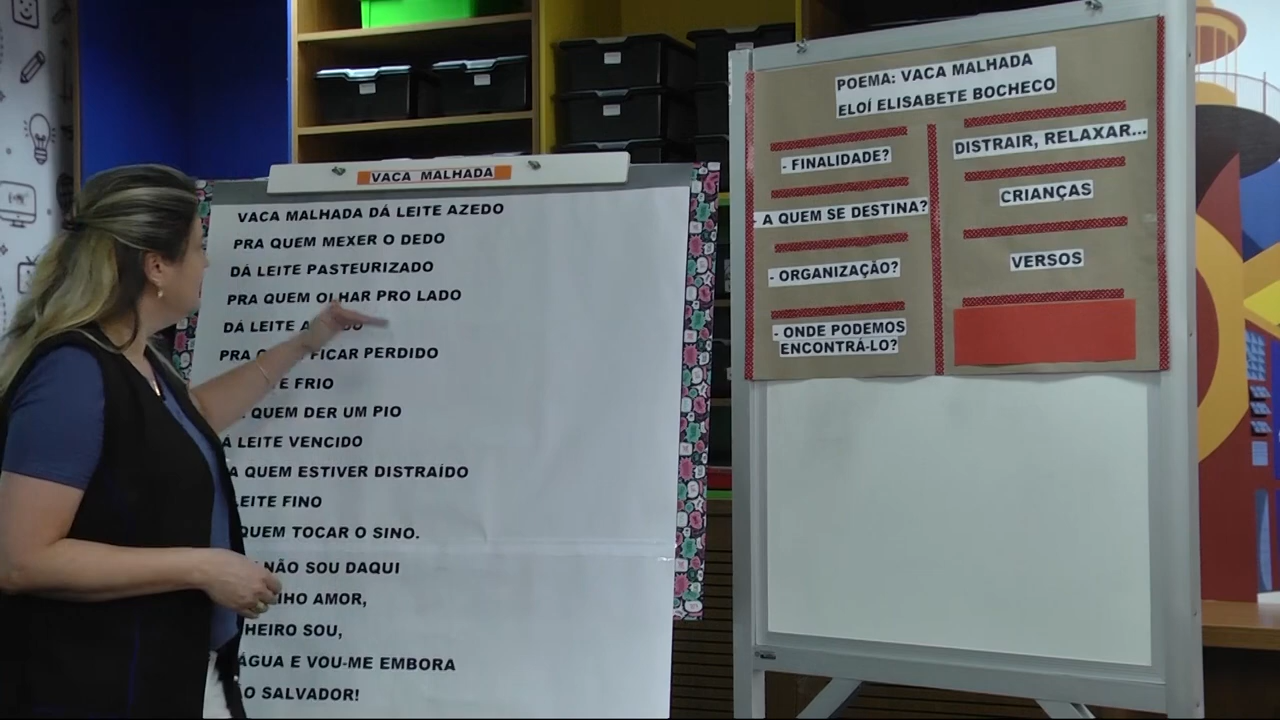 VACA MALHADA
VACA MALHADA DÁ LEITE AZEDO
PRA QUEM MEXER O DEDO
DÁ LEITE PASTEURIZADO
PRA QUEM OLHAR PRO LADO
DÁ LEITE
PRA FICAR PERDIDO
FRIO
QUEM DER UM PIO
LEITE VENCIDO
QUEM ESTIVER DISTRAÍDO
LEITE FINO
QUEM TOCAR O SINO.
NÃO SOU DAQUI
AMOR,
SOU,
ÁGUA E VOU-ME EMBORA
SALVADOR!
POEMA: VACA MALHADA
ELOÍ ELISABETE BOCHECO
- FINALIDADE?
DISTRAIR, RELAXAR...
- A QUEM SE DESTINA?
CRIANÇAS
- ORGANIZAÇÃO?
VERSOS
- ONDE PODEMOS
ENCONTRÁ-LO?